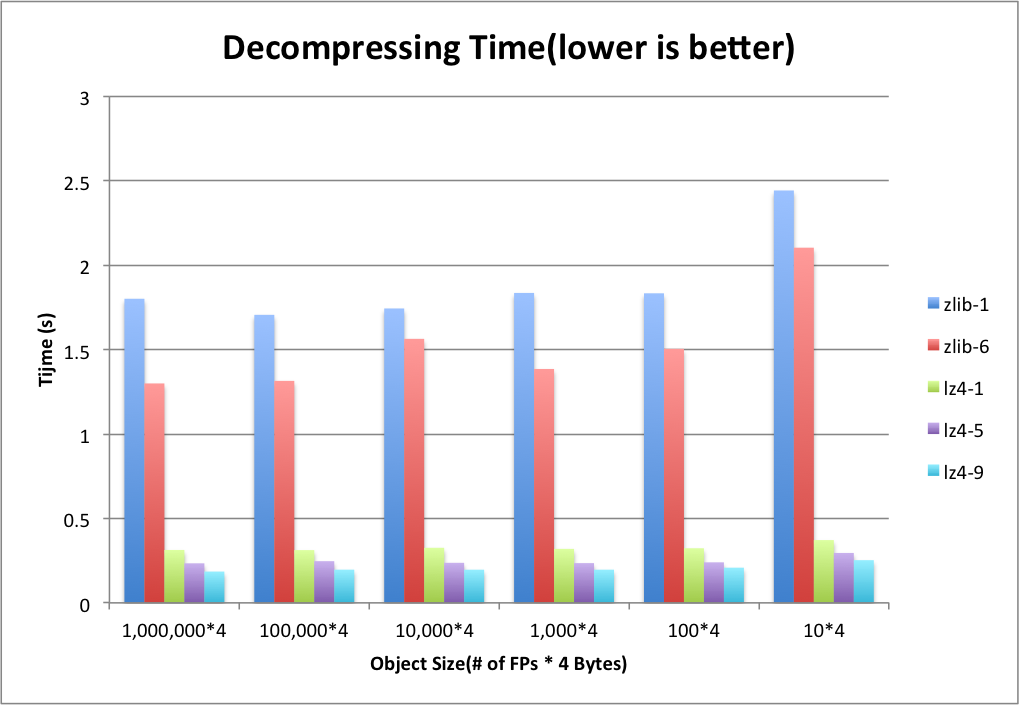 Decompressing Time(lower is better)
3
2.5
2
1.5
1
0.5
0
Tijme (s)
1,000,000*4
100,000*4
10,000*4
1,000*4
100*4
10*4
Object Size(# of FPs * 4 Bytes)
zlib-1
zlib-6
lz4-1
lz4-5
lz4-9